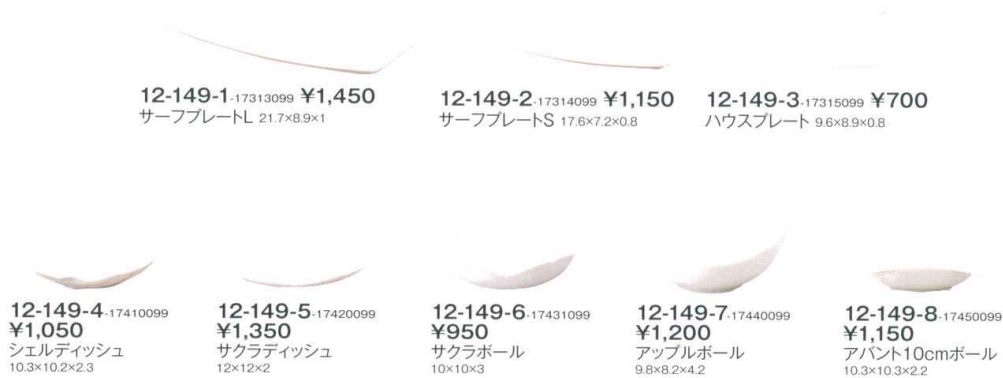 12-149-1-17313099 ¥1,450
サーフプレートL 21.7×8.9×1
12-149-2-17314099 ¥1,150
サーフプレートS 17.6×7.2×0.8
12-149-3-17315099 ¥700
ハウスプレート 9.6×8.9×0.8
12-149-4-17410099
¥1,050
シェルディッシュ
10.3×10.2×2.3
12-149-5-17420099
¥1,350
サクラディッシュ
12×12×2
12-149-6-17431099
¥950
サクラボール
10×10×3
12-149-7-17440099
¥1,200
アップルボール
9.8×8.2×4.2
12-149-8-17450099
¥1,150
アバント10cmボール
10.3×10.3×2.2